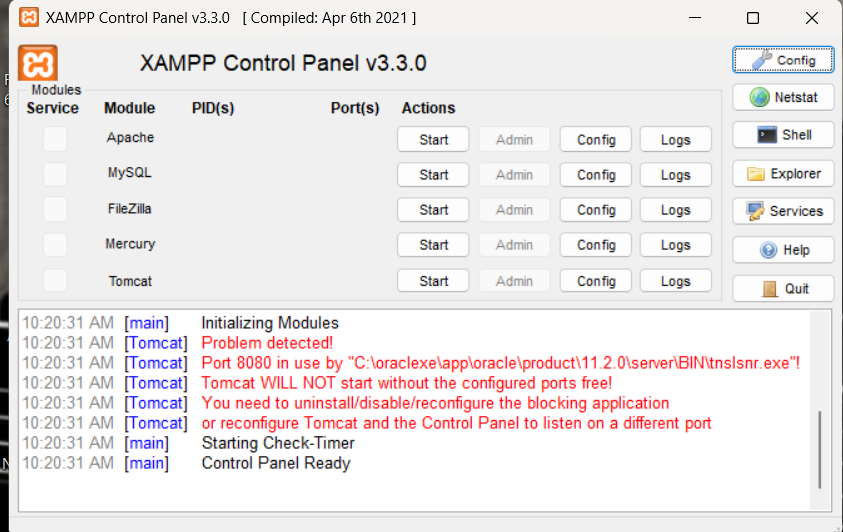 XAMPP Control Panel v3.3.0 [ Compiled: Apr 6th 2021 ]
XAMPP Control Panel v3.3.0
Config
Modules
Service Module PID(s) Port(s) Actions
Netstat
Apache Start Admin Config Logs
Shell
MySQL Start Admin Config Logs
Explorer
FileZilla Start Admin Config Logs
Services
Mercury Start Admin Config Logs
Help
Tomcat Start Admin Config Logs
Quit
10:20:31 AM [main] Initializing Modules
10:20:31 AM [Tomcat] Problem detected!
10:20:31 AM [Tomcat] Port 8080 in use by "C:\oraclexe\app\oracle\product\11.2.0\server\BIN\tnslsnr.exe"!
10:20:31 AM [Tomcat] Tomcat WILL NOT start without the configured ports free!
10:20:31 AM [Tomcat] You need to uninstall/disable/reconfigure the blocking application
10:20:31 AM [Tomcat] or reconfigure Tomcat and the Control Panel to listen on a different port
10:20:31 AM [main] Starting Check-Timer
10:20:31 AM [main] Control Panel Ready